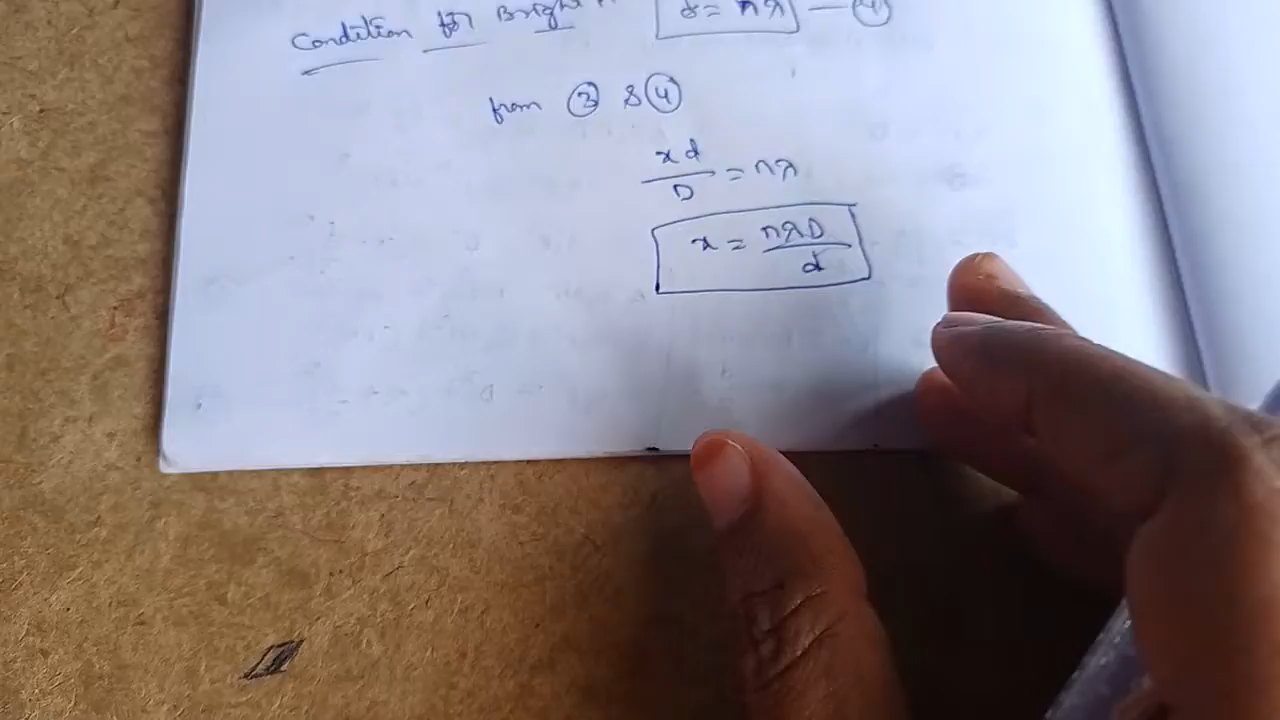 Condition for Bright δ = nλ — (4)
from (3) & (4)
xd/D = nλ
x = nλD/d